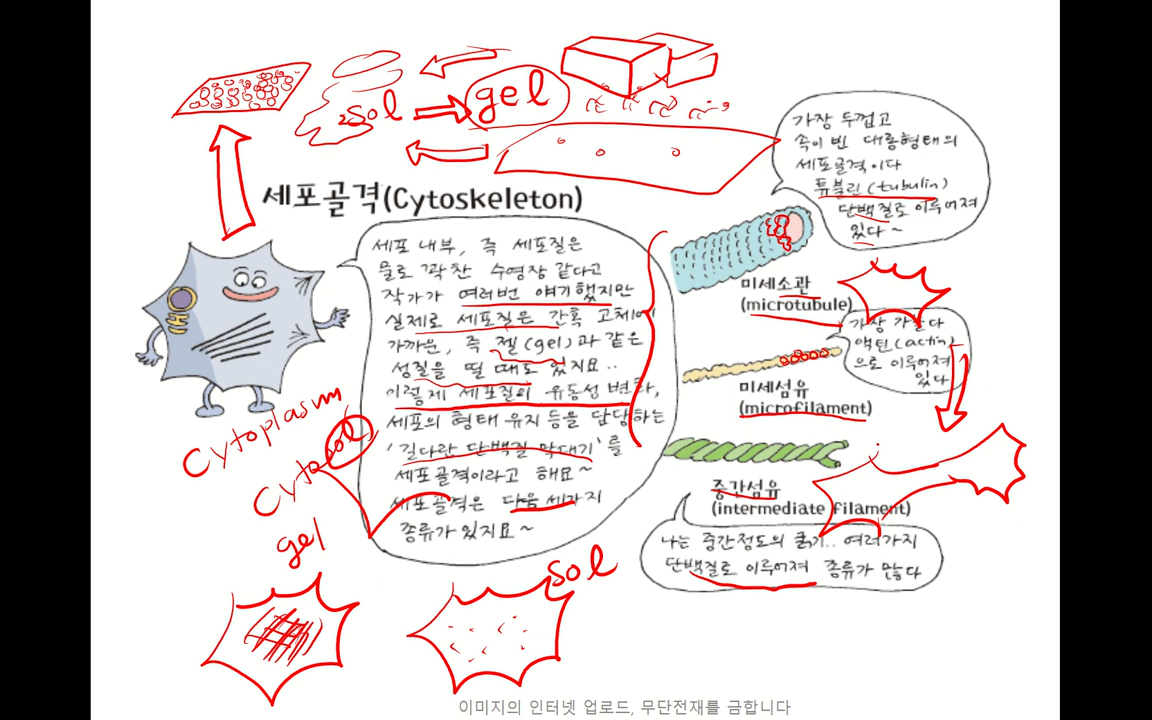 sol
gel
세포골격(Cytoskeleton)
세포 내부, 즉 세포질은
물로 꽉 찬 수영장 같다고
작가가 여러번 얘기했지만
실제로 세포질은 간혹 고체에
가까운, 즉 젤(gel)과 같은
성질을 띨 때도 있지요..
이렇게 세포질의 유동성 변화,
세포의 형태 유지 등을 담당하는
'길다란 단백질 막대기'를
세포골격이라고 해요~
세포골격은 다음 세가지
종류가 있지요~
가장 두껍고
속이 빈 대롱형태의
세포골격이다
튜불린(tubulin)
단백질로 이루어져
있다~
미세소관
(microtubule)
가장 가늘다
액틴(actin)
으로 이루어져
있다
미세섬유
(microfilament)
중간섬유
(intermediate filament)
나는 중간정도의 굵기.. 여러가지
단백질로 이루어져 종류가 많다
Cytoplasm
Cytosol
gel
sol
이미지의 인터넷 업로드, 무단전재를 금합니다